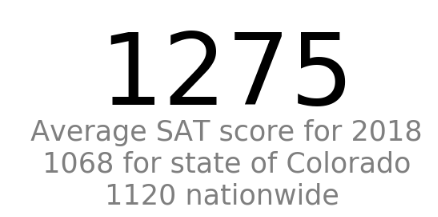 1275
Average SAT score for 2018
1068 for state of Colorado
1120 nationwide